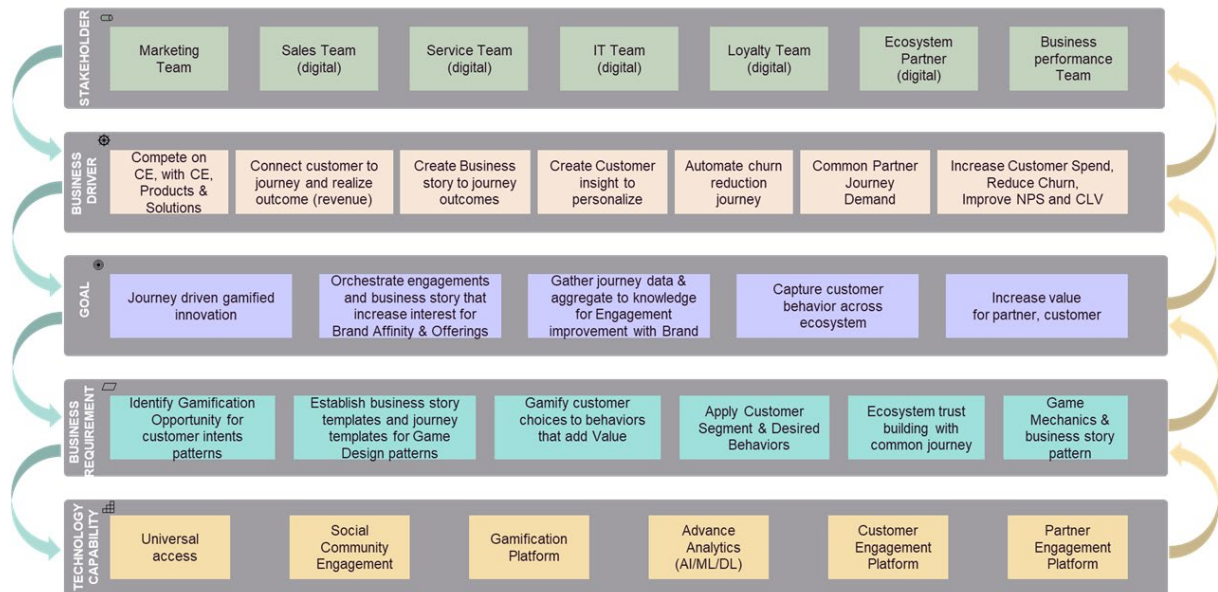 STAKEHOLDER
Marketing
Team
Sales Team
(digital)
Service Team
(digital)
IT Team
(digital)
Loyalty Team
(digital)
Ecosystem
Partner
(digital)
Business
performance
Team
BUSINESS
DRIVER
Compete on
CE, with CE,
Products &
Solutions
Connect customer to
journey and realize
outcome (revenue)
Create Business
story to journey
outcomes
Create Customer
insight to
personalize
Automate churn
reduction
journey
Common Partner
Journey
Demand
Increase Customer Spend,
Reduce Churn,
Improve NPS and CLV
GOAL
Journey driven gamified
innovation
Orchestrate engagements
and business story that
increase interest for
Brand Affinity & Offerings
Gather journey data &
aggregate to knowledge
for Engagement
improvement with Brand
Capture customer
behavior across
ecosystem
Increase value
for partner, customer
BUSINESS
REQUIREMENT
Identify Gamification
Opportunity for
customer intents
patterns
Establish business story
templates and journey
templates for Game
Design patterns
Gamify customer
choices to behaviors
that add Value
Apply Customer
Segment & Desired
Behaviors
Ecosystem trust
building with
common journey
Game
Mechanics &
business story
pattern
TECHNOLOGY
CAPABILITY
Universal
access
Social
Community
Engagement
Gamification
Platform
Advance
Analytics
(AI/ML/DL)
Customer
Engagement
Platform
Partner
Engagement
Platform